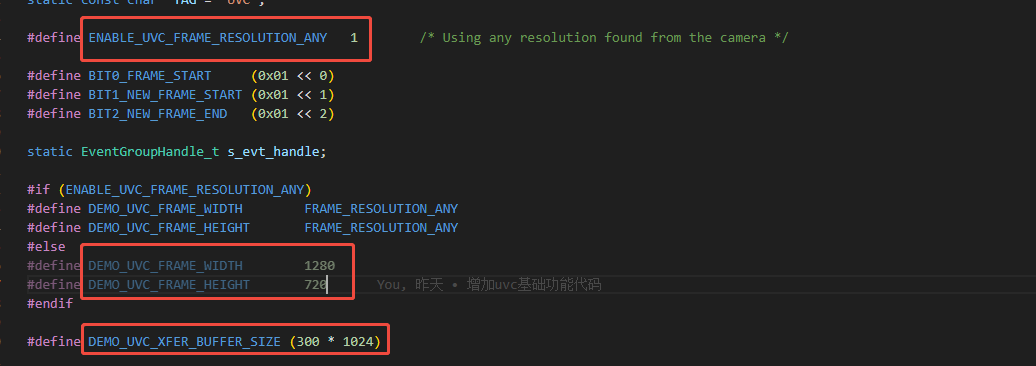 static const char *TAG = "uvc";
#define ENABLE_UVC_FRAME_RESOLUTION_ANY   1        /* Using any resolution found from the camera */
#define BIT0_FRAME_START     (0x01 << 0)
#define BIT1_NEW_FRAME_START (0x01 << 1)
#define BIT2_NEW_FRAME_END   (0x01 << 2)
static EventGroupHandle_t s_evt_handle;
#if (ENABLE_UVC_FRAME_RESOLUTION_ANY)
#define DEMO_UVC_FRAME_WIDTH        FRAME_RESOLUTION_ANY
#define DEMO_UVC_FRAME_HEIGHT       FRAME_RESOLUTION_ANY
#else
#define DEMO_UVC_FRAME_WIDTH        1280
#define DEMO_UVC_FRAME_HEIGHT       720      You, 昨天 • 增加uvc基础功能代码
#endif
#define DEMO_UVC_XFER_BUFFER_SIZE (300 * 1024)